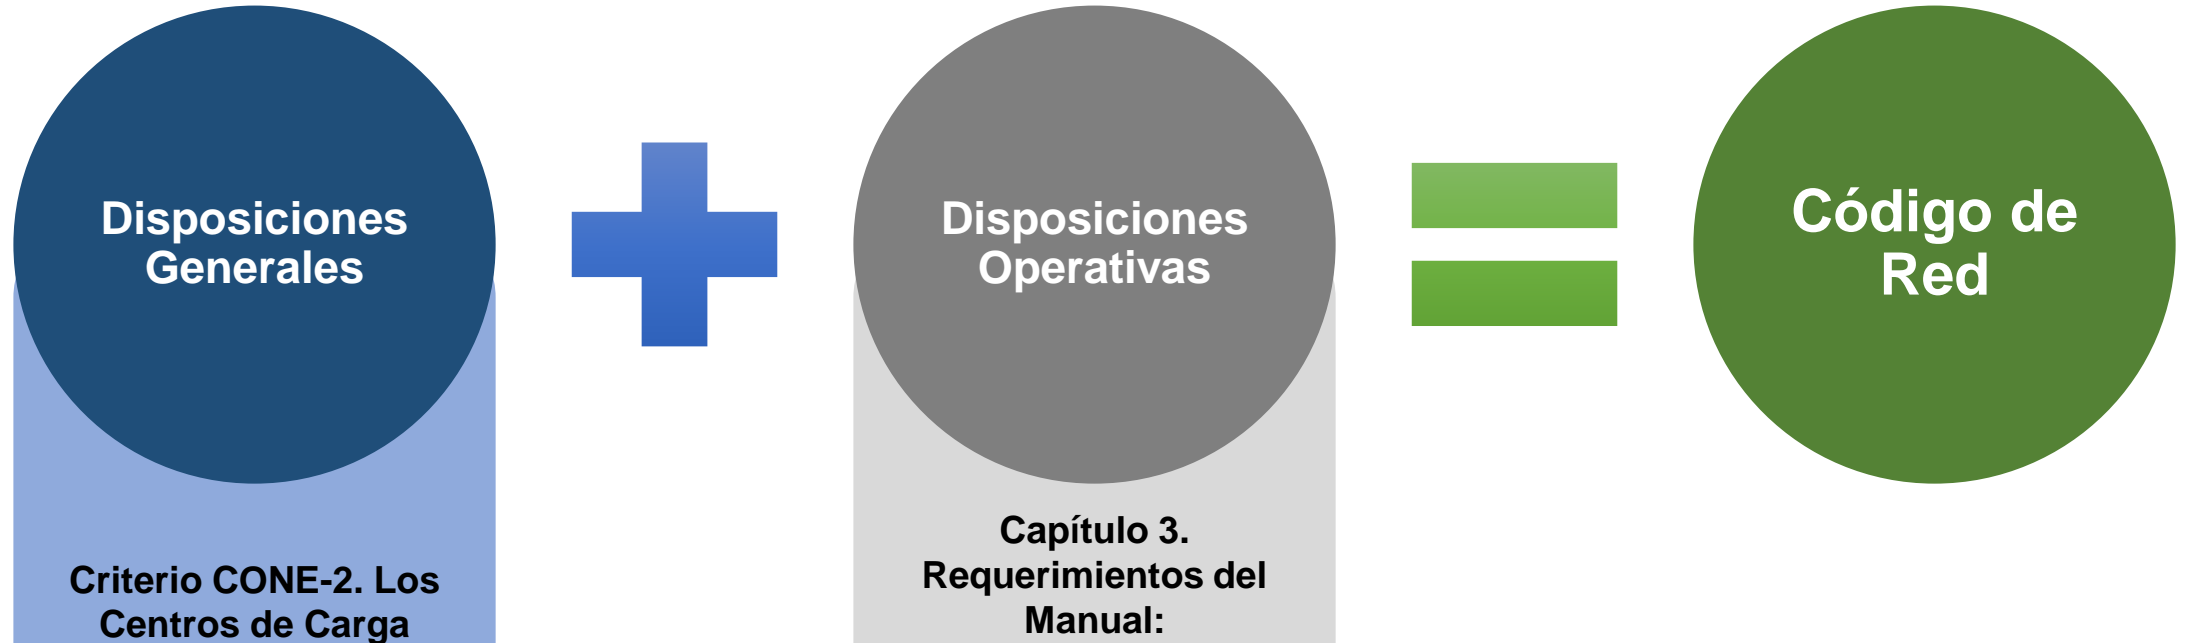 Disposiciones
Generales
Disposiciones
Operativas
Código de
Red
Criterio CONE-2. Los
Centros de Carga
Capítulo 3.
Requerimientos del
Manual: